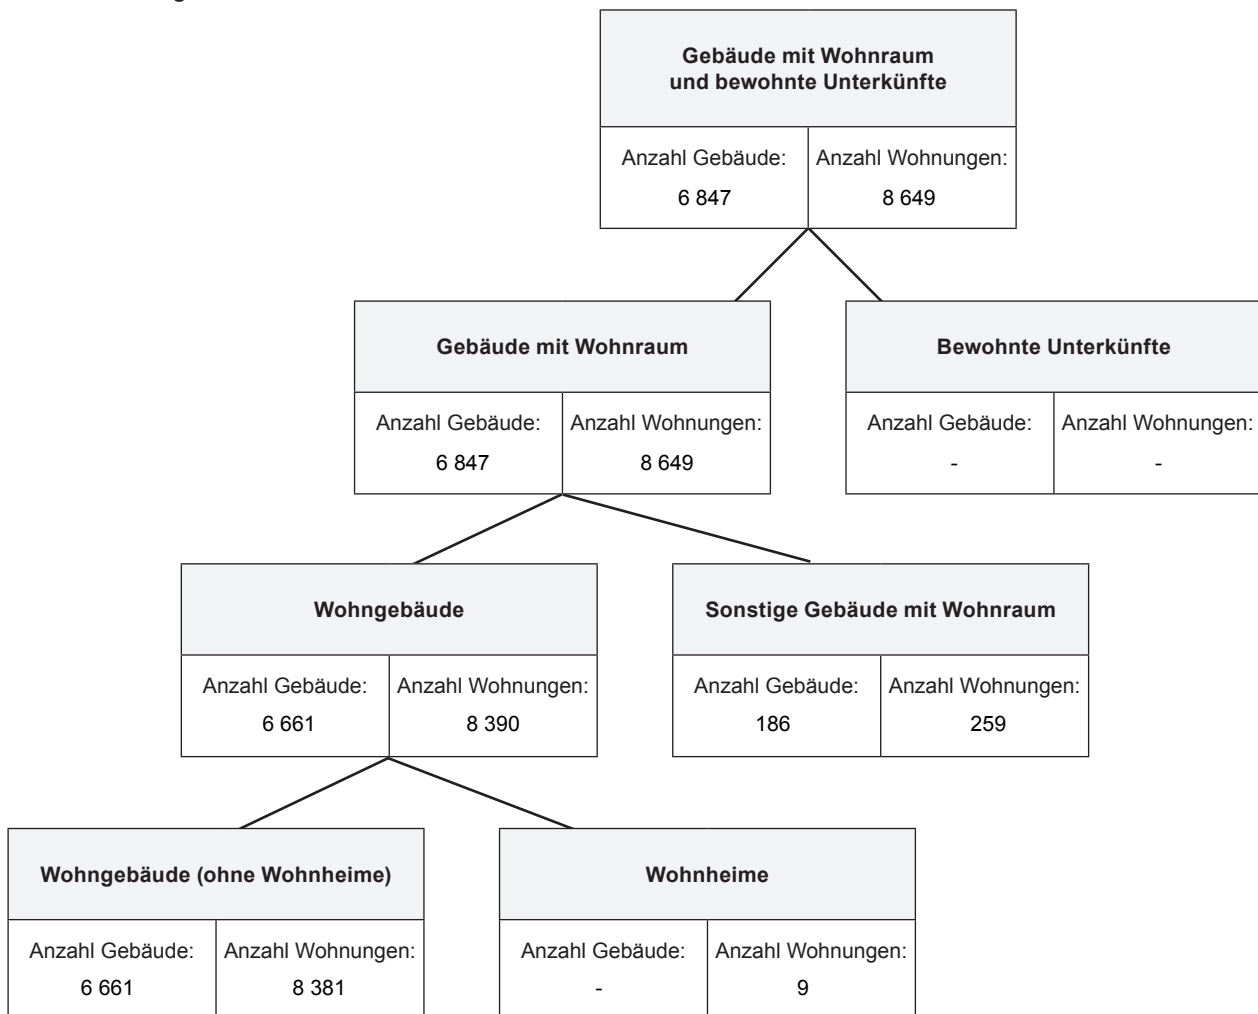 Gebäude mit Wohnraum
und bewohnte Unterkünfte
Anzahl Gebäude: Anzahl Wohnungen:
6 847 8 649
Gebäude mit Wohnraum
Anzahl Gebäude: Anzahl Wohnungen:
6 847 8 649
Bewohnte Unterkünfte
Anzahl Gebäude: Anzahl Wohnungen:
- -
Wohngebäude
Anzahl Gebäude: Anzahl Wohnungen:
6 661 8 390
Sonstige Gebäude mit Wohnraum
Anzahl Gebäude: Anzahl Wohnungen:
186 259
Wohngebäude (ohne Wohnheime)
Anzahl Gebäude: Anzahl Wohnungen:
6 661 8 381
Wohnheime
Anzahl Gebäude: Anzahl Wohnungen:
- 9